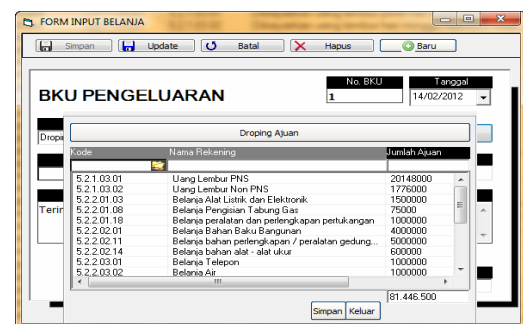 FORM INPUT BELANJA
Simpan Update Batal Hapus Baru
No. BKU Tanggal
BKU PENGELUARAN 1 14/02/2012
Droping Ajuan
Kode Nama Rekening Jumlah Ajuan
5.2.1.03.01 Uang Lembur PNS 20148000
5.2.1.03.02 Uang Lembur Non PNS 1776000
5.2.2.01.03 Belanja Alat Listrik dan Elektronik 1500000
5.2.2.01.08 Belanja Pengisian Tabung Gas 75000
5.2.2.01.18 Belanja peralatan dan perlengkapan pertukangan 1000000
5.2.2.02.01 Belanja Bahan Baku Bangunan 4000000
5.2.2.02.11 Belanja bahan perlengkapan / peralatan gedung... 5000000
5.2.2.02.14 Belanja bahan alat - alat ukur 600000
5.2.2.03.01 Belanja Telepon 1000000
5.2.2.03.02 Belanja Air 1000000
81.446.500
Simpan Keluar